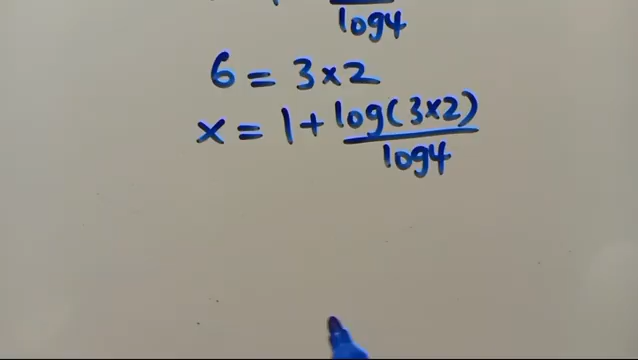 log4
6 = 3×2
x = 1 + log(3×2)
log4